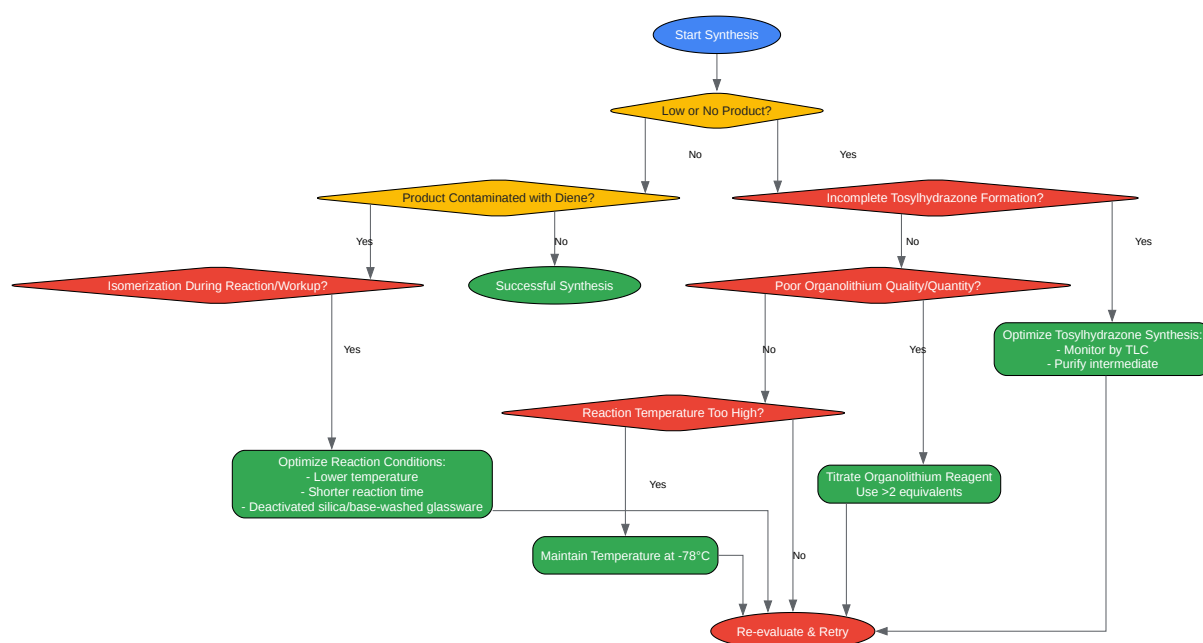 Start Synthesis
Low or No Product?
No
Yes
Product Contaminated with Diene?
Incomplete Tosylhydrazone Formation?
Yes
No
No
Yes
Isomerization During Reaction/Workup?
Successful Synthesis
Poor Organolithium Quality/Quantity?
Optimize Tosylhydrazone Synthesis:
- Monitor by TLC
- Purify intermediate
Yes
No
Yes
Reaction Temperature Too High?
Optimize Reaction Conditions:
- Lower temperature
- Shorter reaction time
- Deactivated silica/base-washed glassware
Yes
Titrate Organolithium Reagent
Use >2 equivalents
Maintain Temperature at -78°C
No
Re-evaluate & Retry